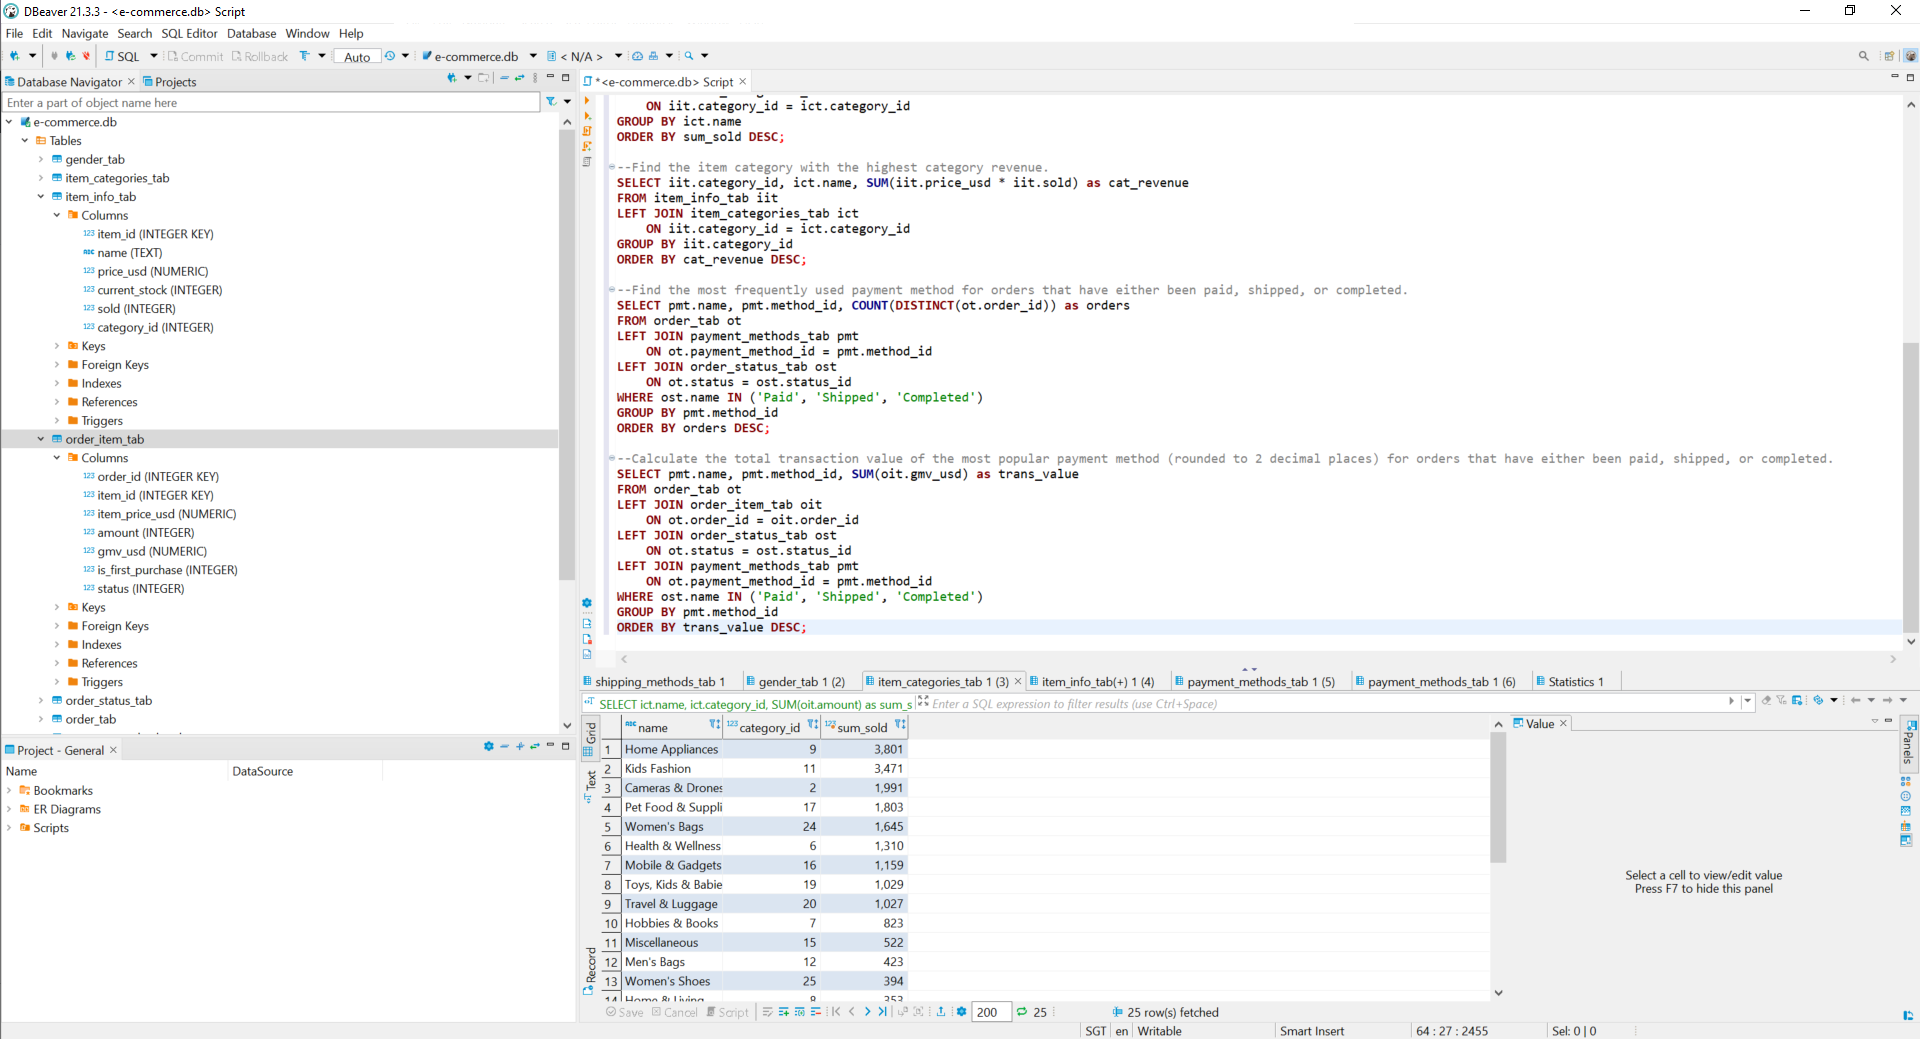 DBeaver 21.3.3 - <e-commerce.db> Script
File Edit Navigate Search SQL Editor Database Window Help
SQL Commit Rollback Auto e-commerce.db < N/A >
Database Navigator Projects
Enter a part of object name here
e-commerce.db
Tables
gender_tab
item_categories_tab
item_info_tab
Columns
123 item_id (INTEGER KEY)
ABC name (TEXT)
123 price_usd (NUMERIC)
123 current_stock (INTEGER)
123 sold (INTEGER)
123 category_id (INTEGER)
Keys
Foreign Keys
Indexes
References
Triggers
order_item_tab
Columns
123 order_id (INTEGER KEY)
123 item_id (INTEGER KEY)
123 item_price_usd (NUMERIC)
123 amount (INTEGER)
123 gmv_usd (NUMERIC)
123 is_first_purchase (INTEGER)
123 status (INTEGER)
Keys
Foreign Keys
Indexes
References
Triggers
order_status_tab
order_tab
Project - General
Name DataSource
Bookmarks
ER Diagrams
Scripts
*<e-commerce.db> Script
ON iit.category_id = ict.category_id
GROUP BY ict.name
ORDER BY sum_sold DESC;
--Find the item category with the highest category revenue.
SELECT iit.category_id, ict.name, SUM(iit.price_usd * iit.sold) as cat_revenue
FROM item_info_tab iit
LEFT JOIN item_categories_tab ict
ON iit.category_id = ict.category_id
GROUP BY iit.category_id
ORDER BY cat_revenue DESC;
--Find the most frequently used payment method for orders that have either been paid, shipped, or completed.
SELECT pmt.name, pmt.method_id, COUNT(DISTINCT(ot.order_id)) as orders
FROM order_tab ot
LEFT JOIN payment_methods_tab pmt
ON ot.payment_method_id = pmt.method_id
LEFT JOIN order_status_tab ost
ON ot.status = ost.status_id
WHERE ost.name IN ('Paid', 'Shipped', 'Completed')
GROUP BY pmt.method_id
ORDER BY orders DESC;
--Calculate the total transaction value of the most popular payment method (rounded to 2 decimal places) for orders that have either been paid, shipped, or completed.
SELECT pmt.name, pmt.method_id, SUM(oit.gmv_usd) as trans_value
FROM order_tab ot
LEFT JOIN order_item_tab oit
ON ot.order_id = oit.order_id
LEFT JOIN order_status_tab ost
ON ot.status = ost.status_id
LEFT JOIN payment_methods_tab pmt
ON ot.payment_method_id = pmt.method_id
WHERE ost.name IN ('Paid', 'Shipped', 'Completed')
GROUP BY pmt.method_id
ORDER BY trans_value DESC;
shipping_methods_tab 1 gender_tab 1 (2) item_categories_tab 1 (3) item_info_tab(+) 1 (4) payment_methods_tab 1 (5) payment_methods_tab 1 (6) Statistics 1
SELECT ict.name, ict.category_id, SUM(oit.amount) as sum_s Enter a SQL expression to filter results (use Ctrl+Space)
Grid
Text
Record
ABC name 123 category_id 123 sum_sold
1 Home Appliances 9 3,801
2 Kids Fashion 11 3,471
3 Cameras & Drones 2 1,991
4 Pet Food & Suppli 17 1,803
5 Women's Bags 24 1,645
6 Health & Wellness 6 1,310
7 Mobile & Gadgets 16 1,159
8 Toys, Kids & Babie 19 1,029
9 Travel & Luggage 20 1,027
10 Hobbies & Books 7 823
11 Miscellaneous 15 522
12 Men's Bags 12 423
13 Women's Shoes 25 394
14 Home & Living 8 353
Value
Panels
Select a cell to view/edit value
Press F7 to hide this panel
Save Cancel Script 200 25 25 row(s) fetched
SGT en Writable Smart Insert 64 : 27 : 2455 Sel: 0 | 0